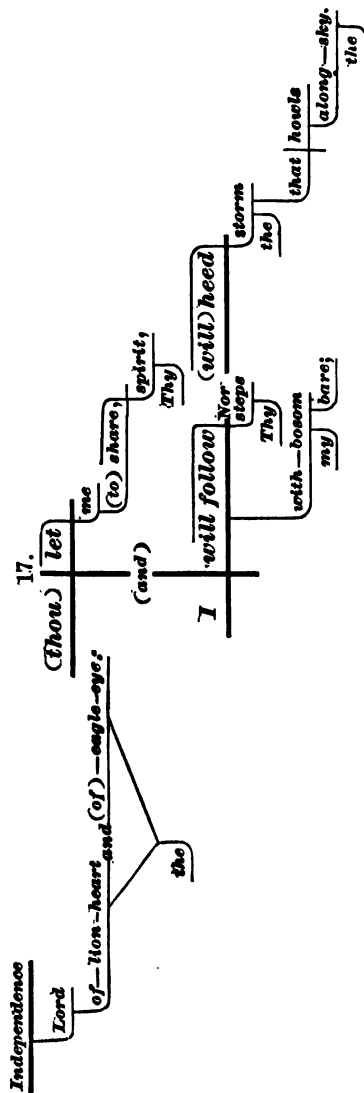 Independence
Lord
of—lion—heart and (of)—eagle—eye:
the
17.
(thou) let
me
(to) share,
spirit,
Thy
(and)
I will follow Nor (will) heed
steps
Thy
with—bosom
my bare;
storm
the
that howls
along—sky.
the